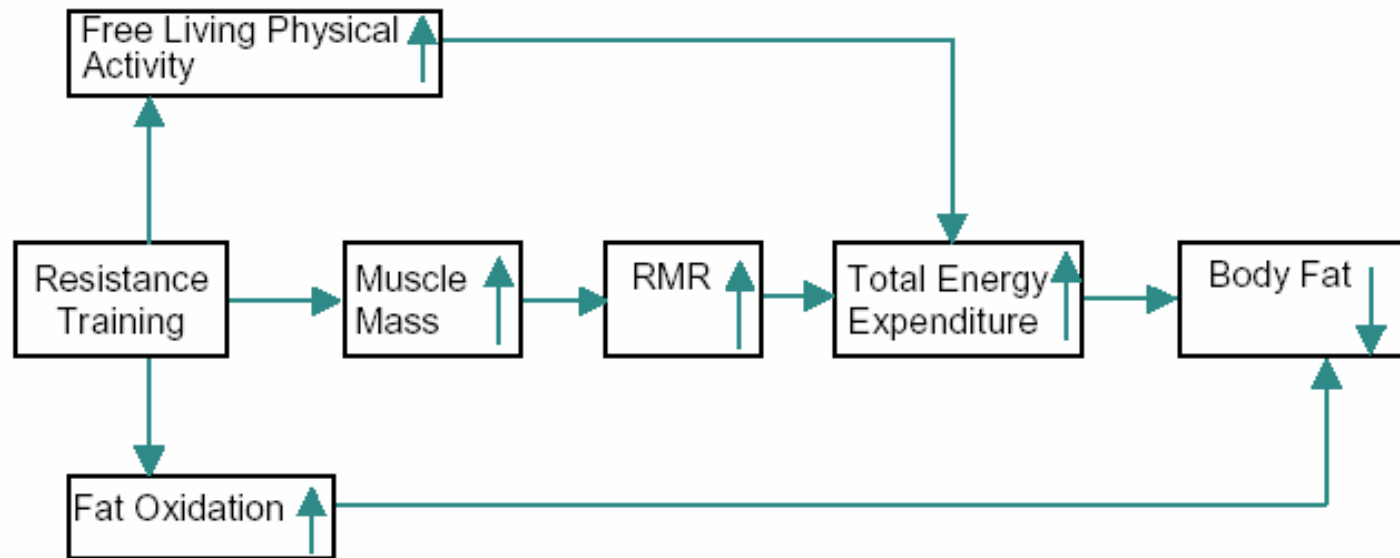 Free Living Physical
Activity
Resistance
Training
Muscle
Mass
RMR
Total Energy
Expenditure
Body Fat
Fat Oxidation